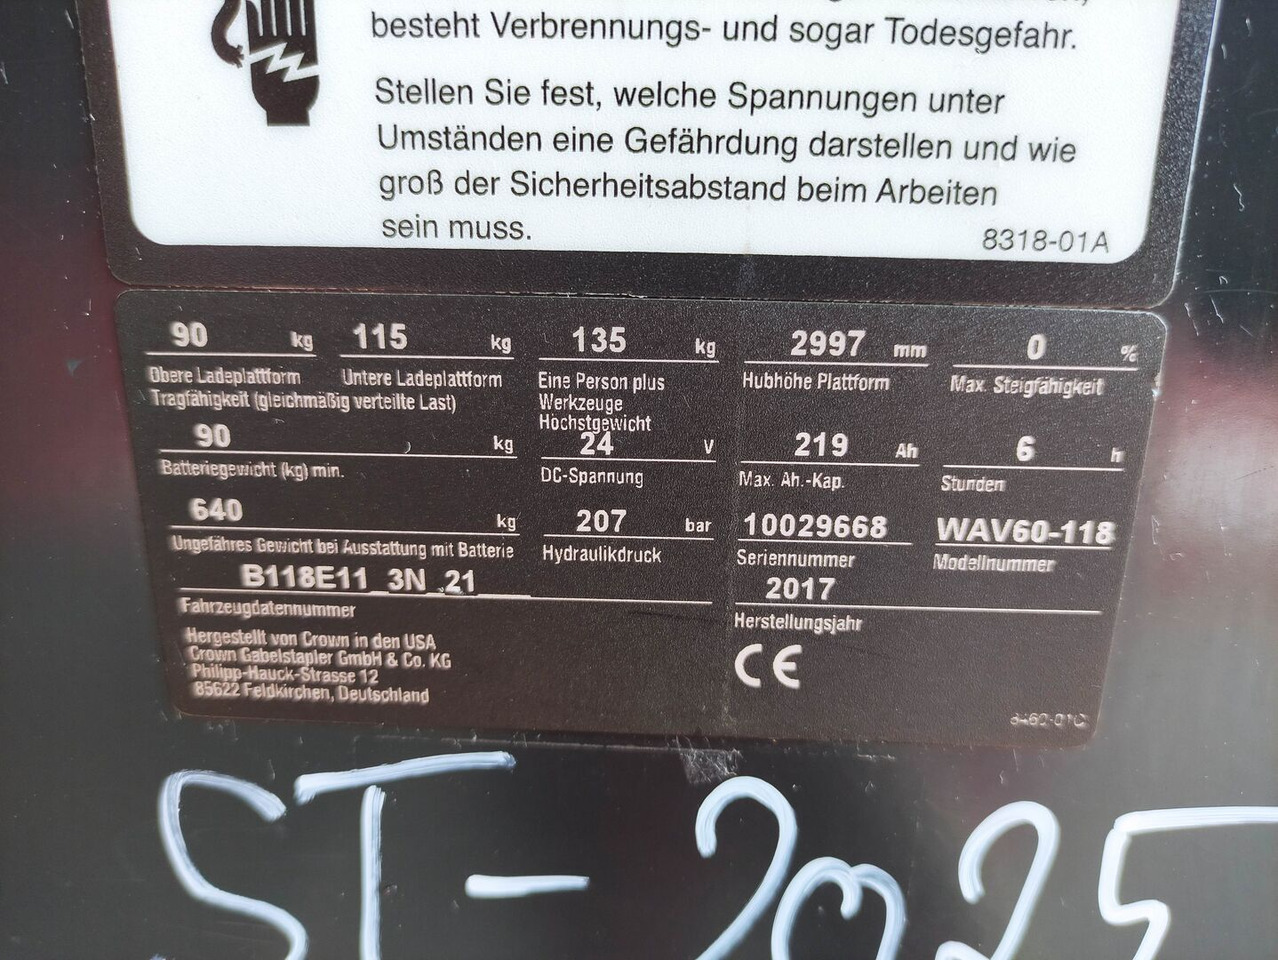 besteht Verbrennungs- und sogar Todesgefahr.
Stellen Sie fest, welche Spannungen unter
Umständen eine Gefährdung darstellen und wie
groß der Sicherheitsabstand beim Arbeiten
sein muss.
8318-01A
90 kg 115 kg 135 kg 2997 mm 0 %
Obere Ladeplattform Untere Ladeplattform Eine Person plus Hubhöhe Plattform Max. Steigfähigkeit
Tragfähigkeit (gleichmäßig verteilte Last) Werkzeuge
Höchstgewicht
90 kg 24 V 219 Ah 6 h
Batteriegewicht (kg) min. DC-Spannung Max. Ah.-Kap. Stunden
640 kg 207 bar 10029668 WAV60-118
Ungefähres Gewicht bei Ausstattung mit Batterie Hydraulikdruck Seriennummer Modellnummer
B118E11_3N_21 2017
Fahrzeugdatennummer Herstellungsjahr
Hergestellt von Crown in den USA
Crown Gabelstapler GmbH & Co. KG
Philipp-Hauck-Strasse 12
85622 Feldkirchen, Deutschland
CE
ST-2025